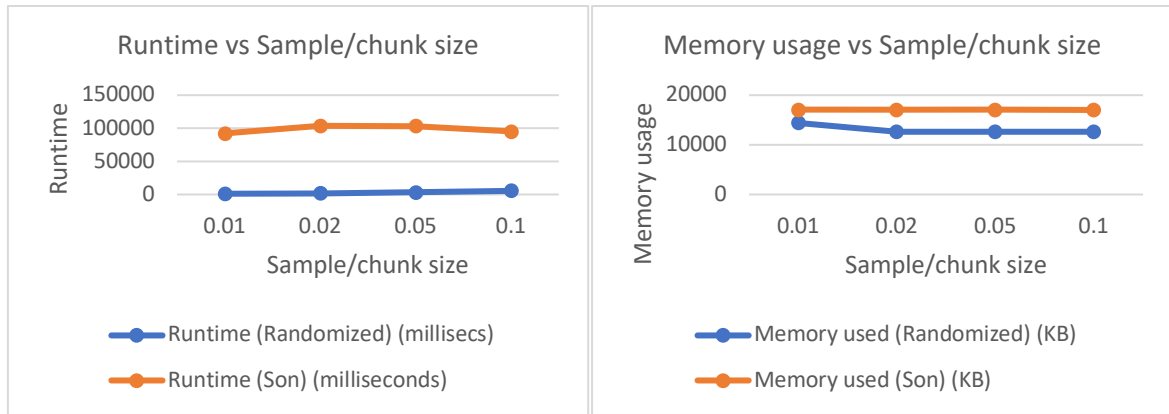 Runtime vs Sample/chunk size
Runtime
150000
100000
50000
0
0.01 0.02 0.05 0.1
Sample/chunk size
Runtime (Randomized) (millisecs)
Runtime (Son) (milliseconds)
Memory usage vs Sample/chunk size
Memory usage
20000
10000
0
0.01 0.02 0.05 0.1
Sample/chunk size
Memory used (Randomized) (KB)
Memory used (Son) (KB)